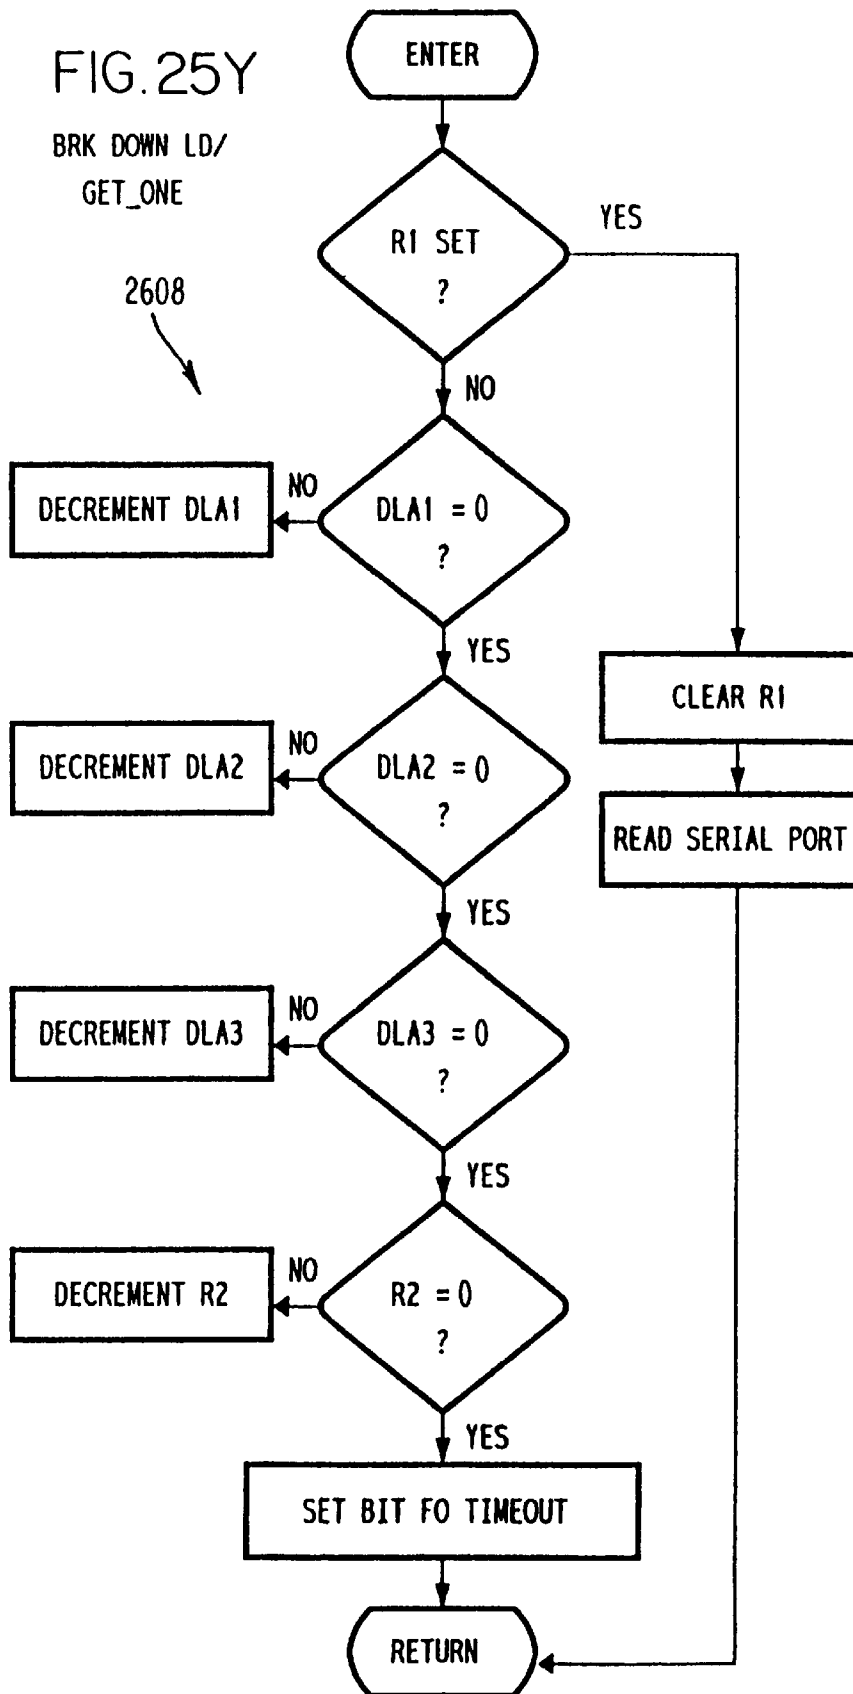 FIG.25Y
BRK DOWN LD/
GET_ONE
2608
ENTER
R1 SET
?
YES
NO
DLA1 = 0
?
NO
DECREMENT DLA1
YES
CLEAR R1
READ SERIAL PORT
DLA2 = 0
?
NO
DECREMENT DLA2
YES
DLA3 = 0
?
NO
DECREMENT DLA3
YES
R2 = 0
?
NO
DECREMENT R2
YES
SET BIT FO TIMEOUT
RETURN